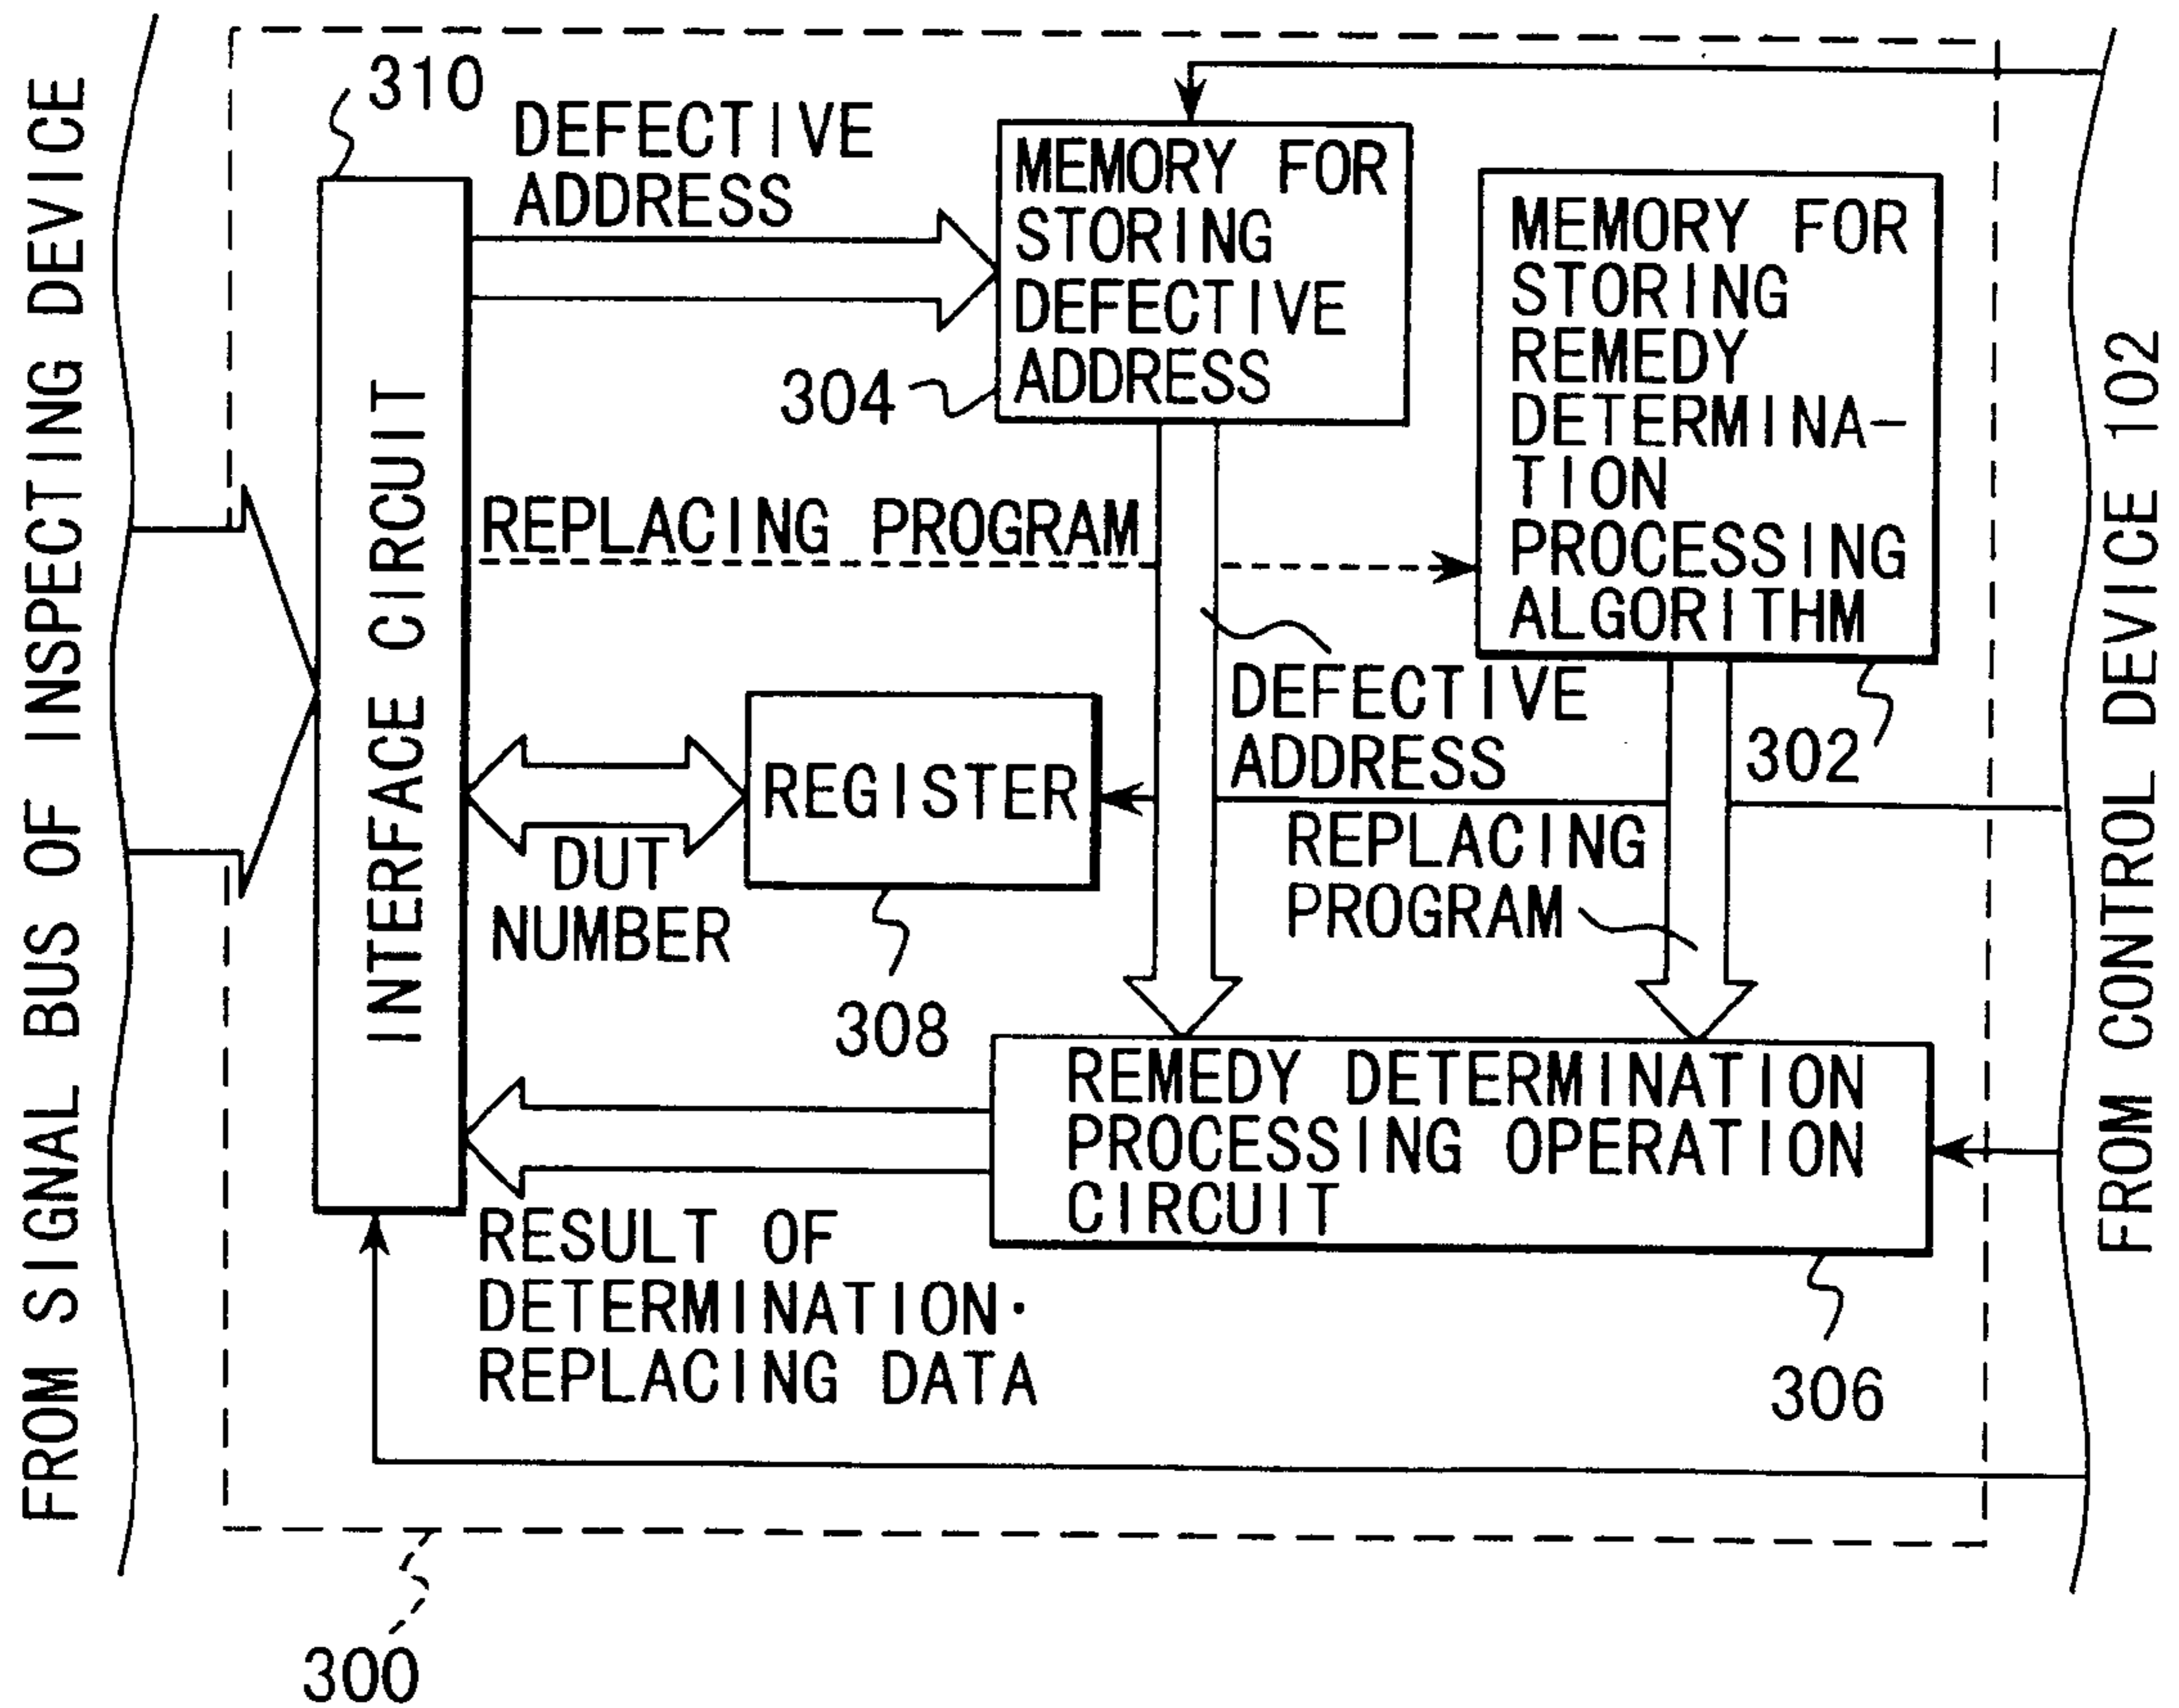 FROM SIGNAL BUS OF INSPECTING DEVICE
310
DEFECTIVE
ADDRESS
INTERFACE CIRCUIT
MEMORY FOR
STORING
DEFECTIVE
ADDRESS
304
MEMORY FOR
STORING
REMEDY
DETERMINA-
TION
PROCESSING
ALGORITHM
302
REPLACING PROGRAM
DEFECTIVE
ADDRESS
REGISTER
DUT
NUMBER
308
REPLACING
PROGRAM
REMEDY DETERMINATION
PROCESSING OPERATION
CIRCUIT
306
RESULT OF
DETERMINATION·
REPLACING DATA
300
FROM CONTROL DEVICE 102